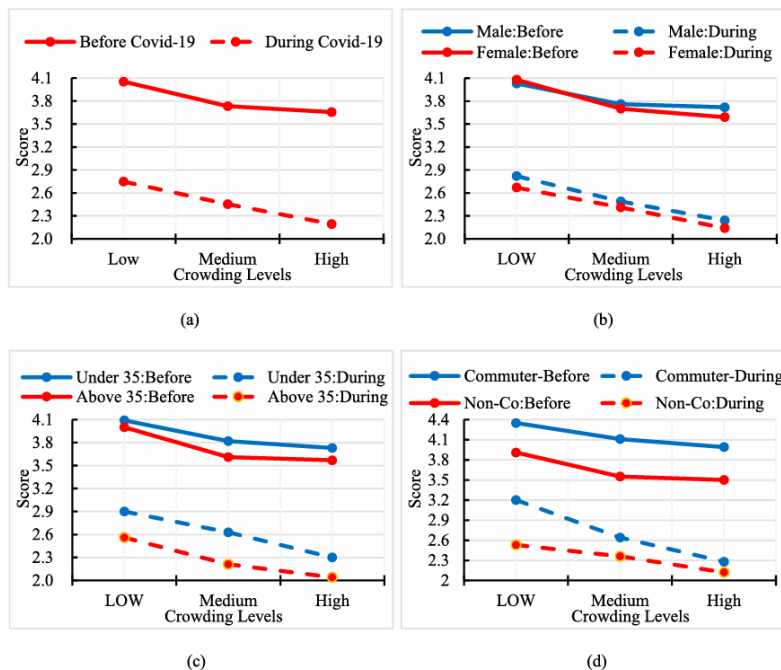 Before Covid-19 During Covid-19
4.1
3.8
3.5
3.2
2.9
2.6
2.3
2.0
Score
Low Medium High
Crowding Levels
(a)
Male:Before Male:During
Female:Before Female:During
4.1
3.8
3.5
3.2
2.9
2.6
2.3
2.0
Score
LOW Medium High
Crowding Levels
(b)
Under 35:Before Under 35:During
Above 35:Before Above 35:During
4.1
3.8
3.5
3.2
2.9
2.6
2.3
2.0
Score
LOW Medium High
Crowding Levels
(c)
Commuter-Before Commuter-During
Non-Co:Before Non-Co:During
4.4
4.1
3.8
3.5
3.2
2.9
2.6
2.3
2
Score
LOW Medium High
Crowding Levels
(d)